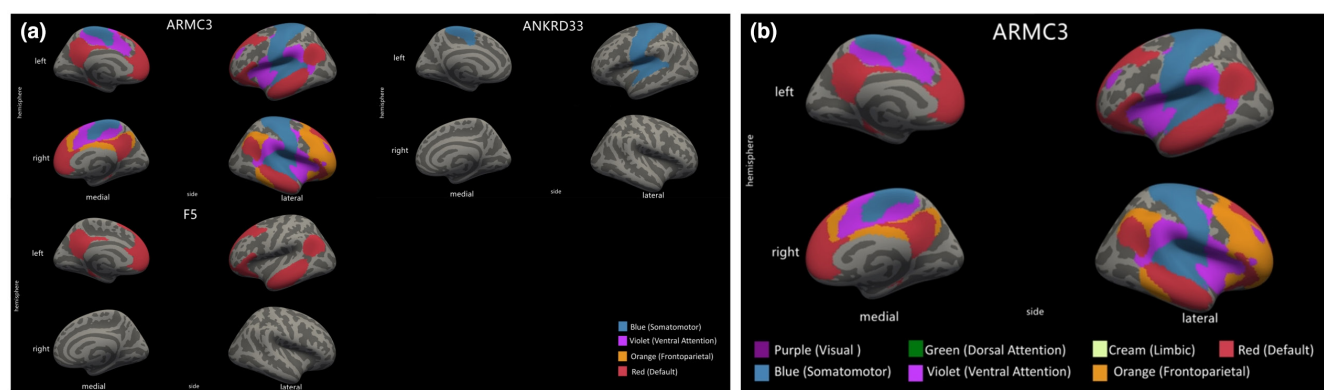 (a)
ARMC3
left
hemisphere
right
medial
side
lateral
ANKRD33
left
hemisphere
right
medial
side
lateral
F5
left
hemisphere
right
medial
side
lateral
Blue (Somatomotor)
Violet (Ventral Attention)
Orange (Frontoparietal)
Red (Default)
(b)
ARMC3
left
hemisphere
right
medial
side
lateral
Purple (Visual )
Green (Dorsal Attention)
Cream (Limbic)
Red (Default)
Blue (Somatomotor)
Violet (Ventral Attention)
Orange (Frontoparietal)